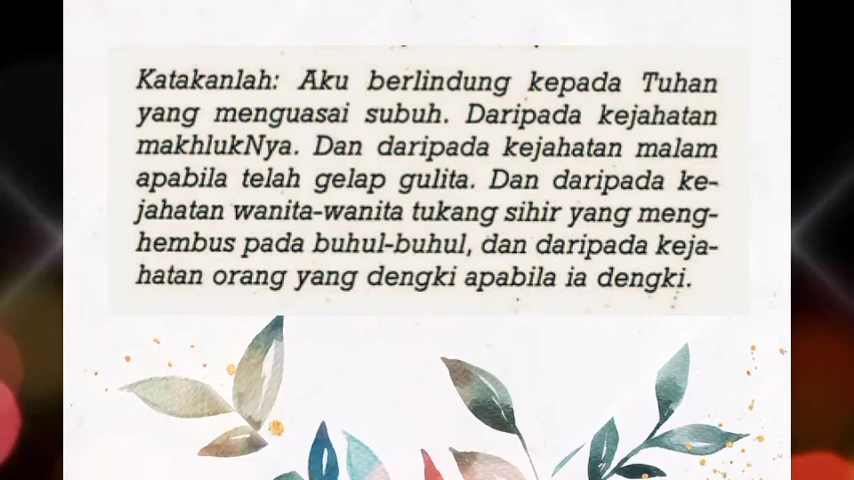 Katakanlah: Aku berlindung kepada Tuhan
yang menguasai subuh. Daripada kejahatan
makhlukNya. Dan daripada kejahatan malam
apabila telah gelap gulita. Dan daripada ke-
jahatan wanita-wanita tukang sihir yang meng-
hembus pada buhul-buhul, dan daripada keja-
hatan orang yang dengki apabila ia dengki.